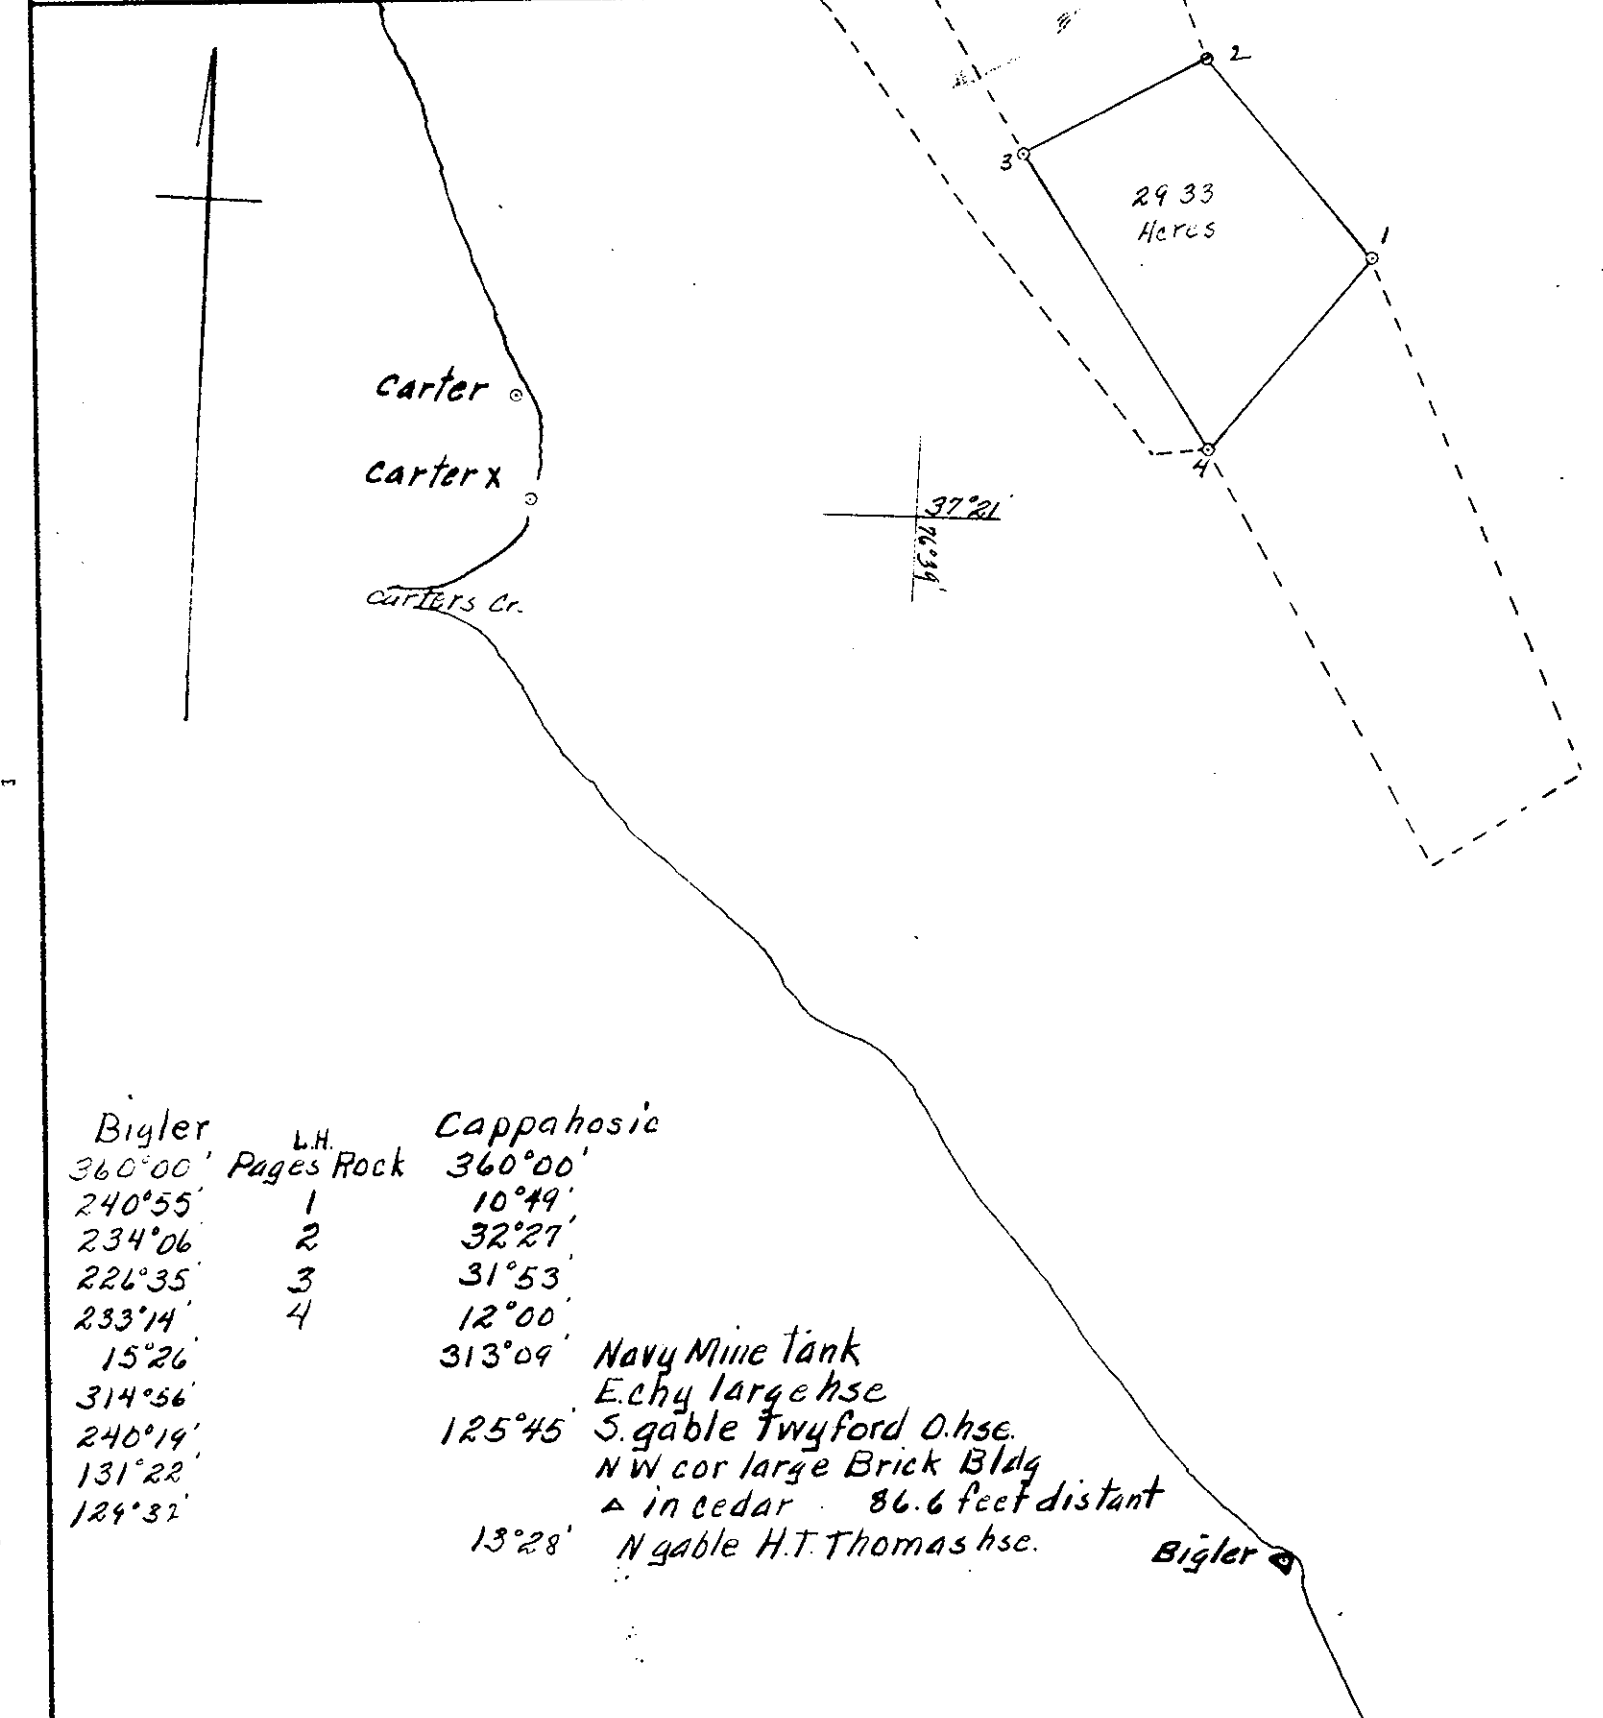 2
3
29 33
Acres
1
Carter
4
Carter x
37°21'
76°39'
Carters Cr.
Bigler L.H. Cappahosic
360°00' Pages Rock 360°00'
240°55' 1 10°49'
234°06' 2 32°27'
226°35' 3 31°53'
233°14' 4 12°00'
15°26' 313°09' Navy Mine Tank
314°56' E.chy large hse
240°19' 125°45' S. gable Twyford O.hse.
131°22' N W cor large Brick Bldg
△ in cedar 86.6 feet distant
13°28' N gable H.T. Thomas hse.
Bigler